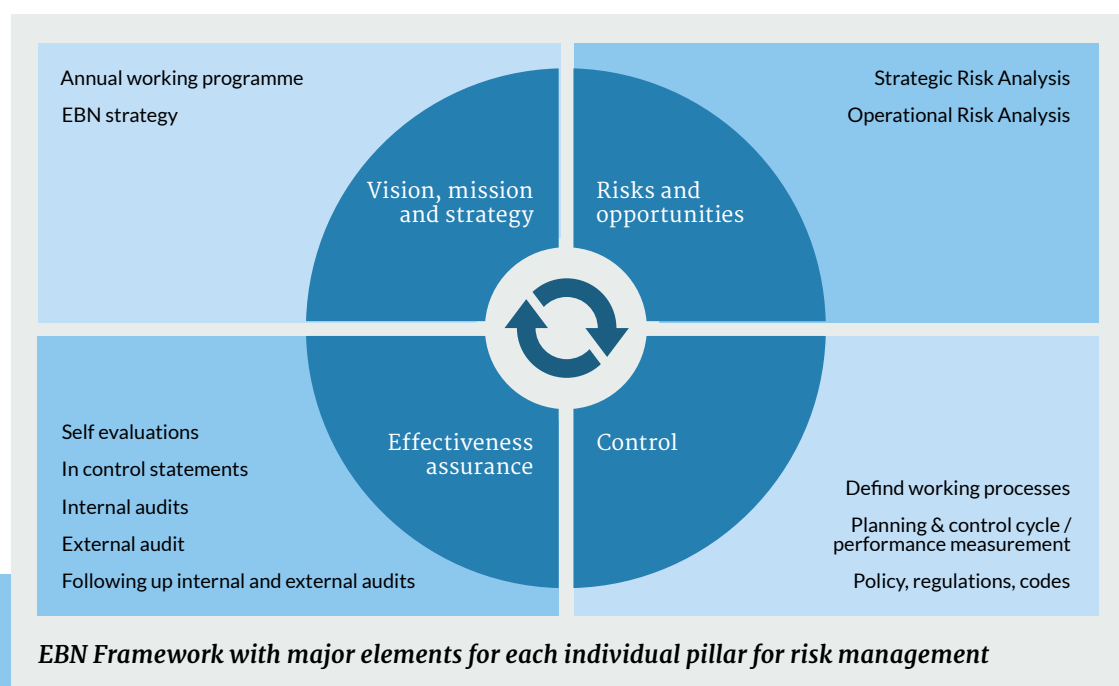 Annual working programme
EBN strategy
Vision, mission
and strategy
Strategic Risk Analysis
Operational Risk Analysis
Risks and
opportunities
Self evaluations
In control statements
Internal audits
External audit
Following up internal and external audits
Effectiveness
assurance
Control
Defind working processes
Planning & control cycle /
performance measurement
Policy, regulations, codes
EBN Framework with major elements for each individual pillar for risk management